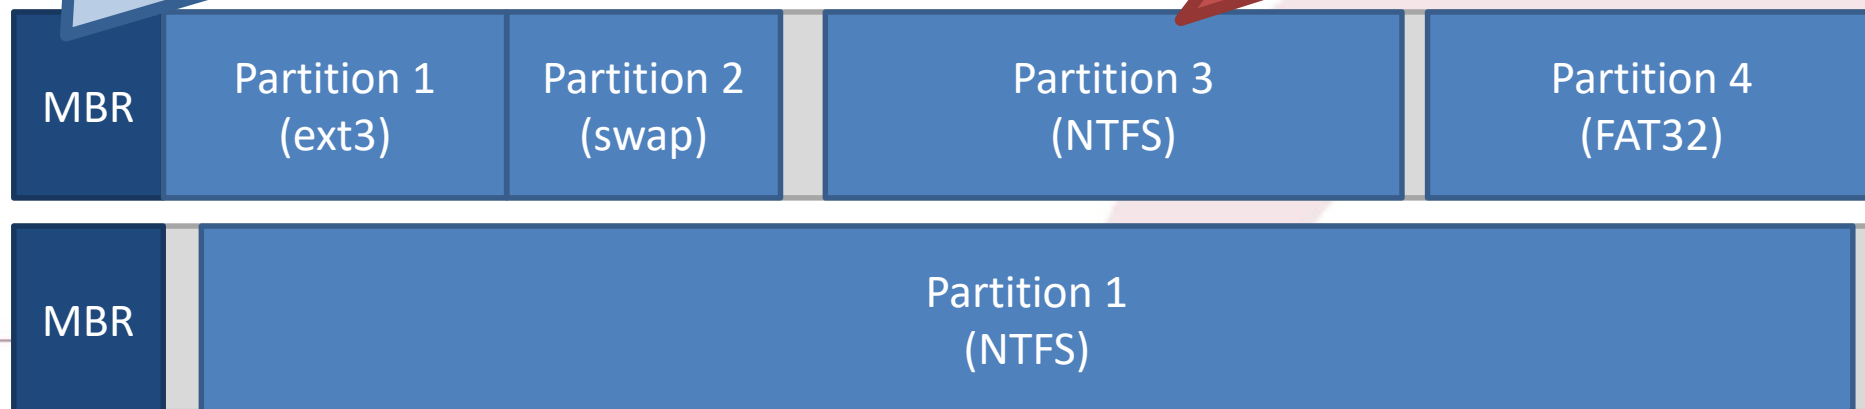 MBR
Partition 1
(ext3)
Partition 2
(swap)
Partition 3
(NTFS)
Partition 4
(FAT32)
MBR
Partition 1
(NTFS)